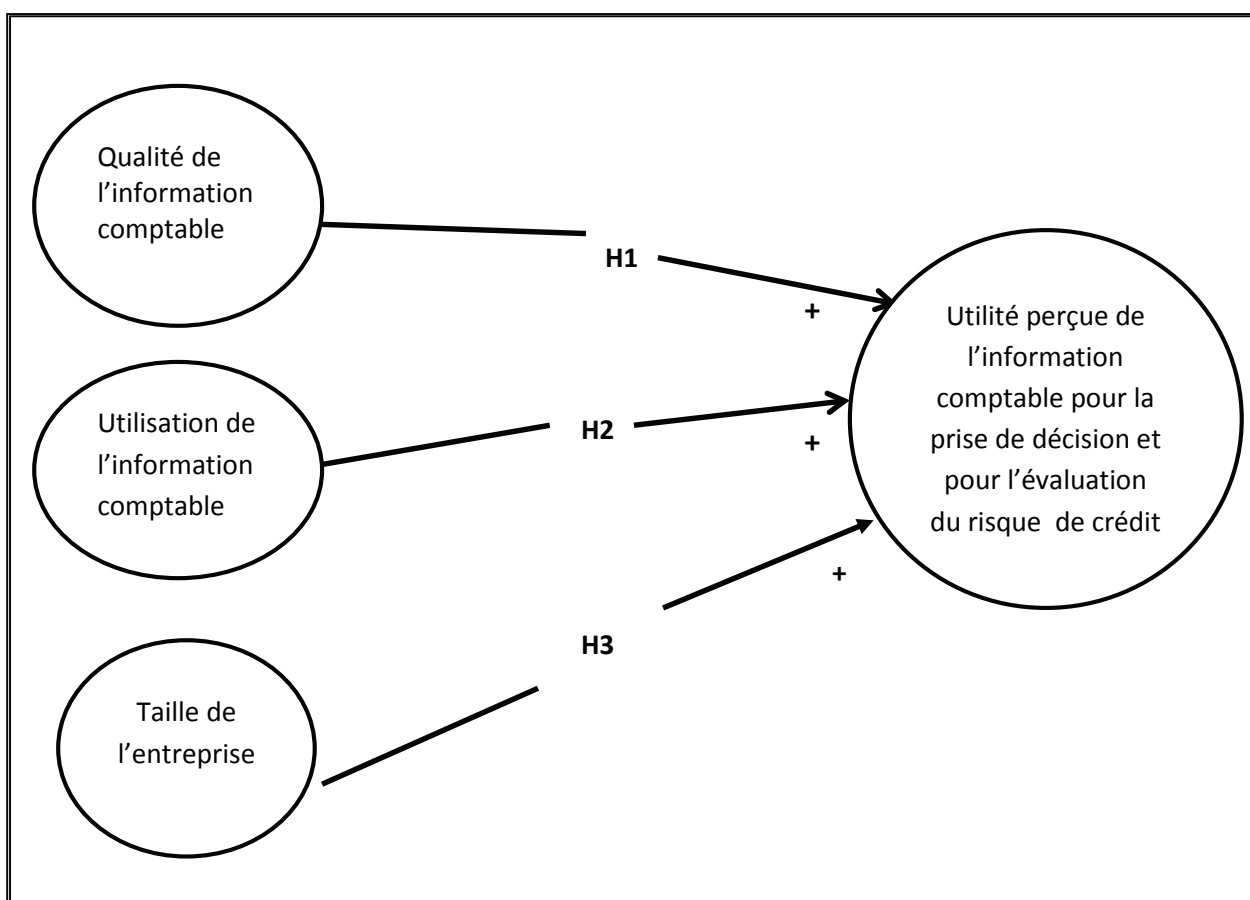 Qualité de
l’information
comptable
H1
+
Utilisation de
l’information
comptable
H2
+
Taille de
l’entreprise
H3
+
Utilité perçue de
l’information
comptable pour la
prise de décision et
pour l’évaluation
du risque  de crédit